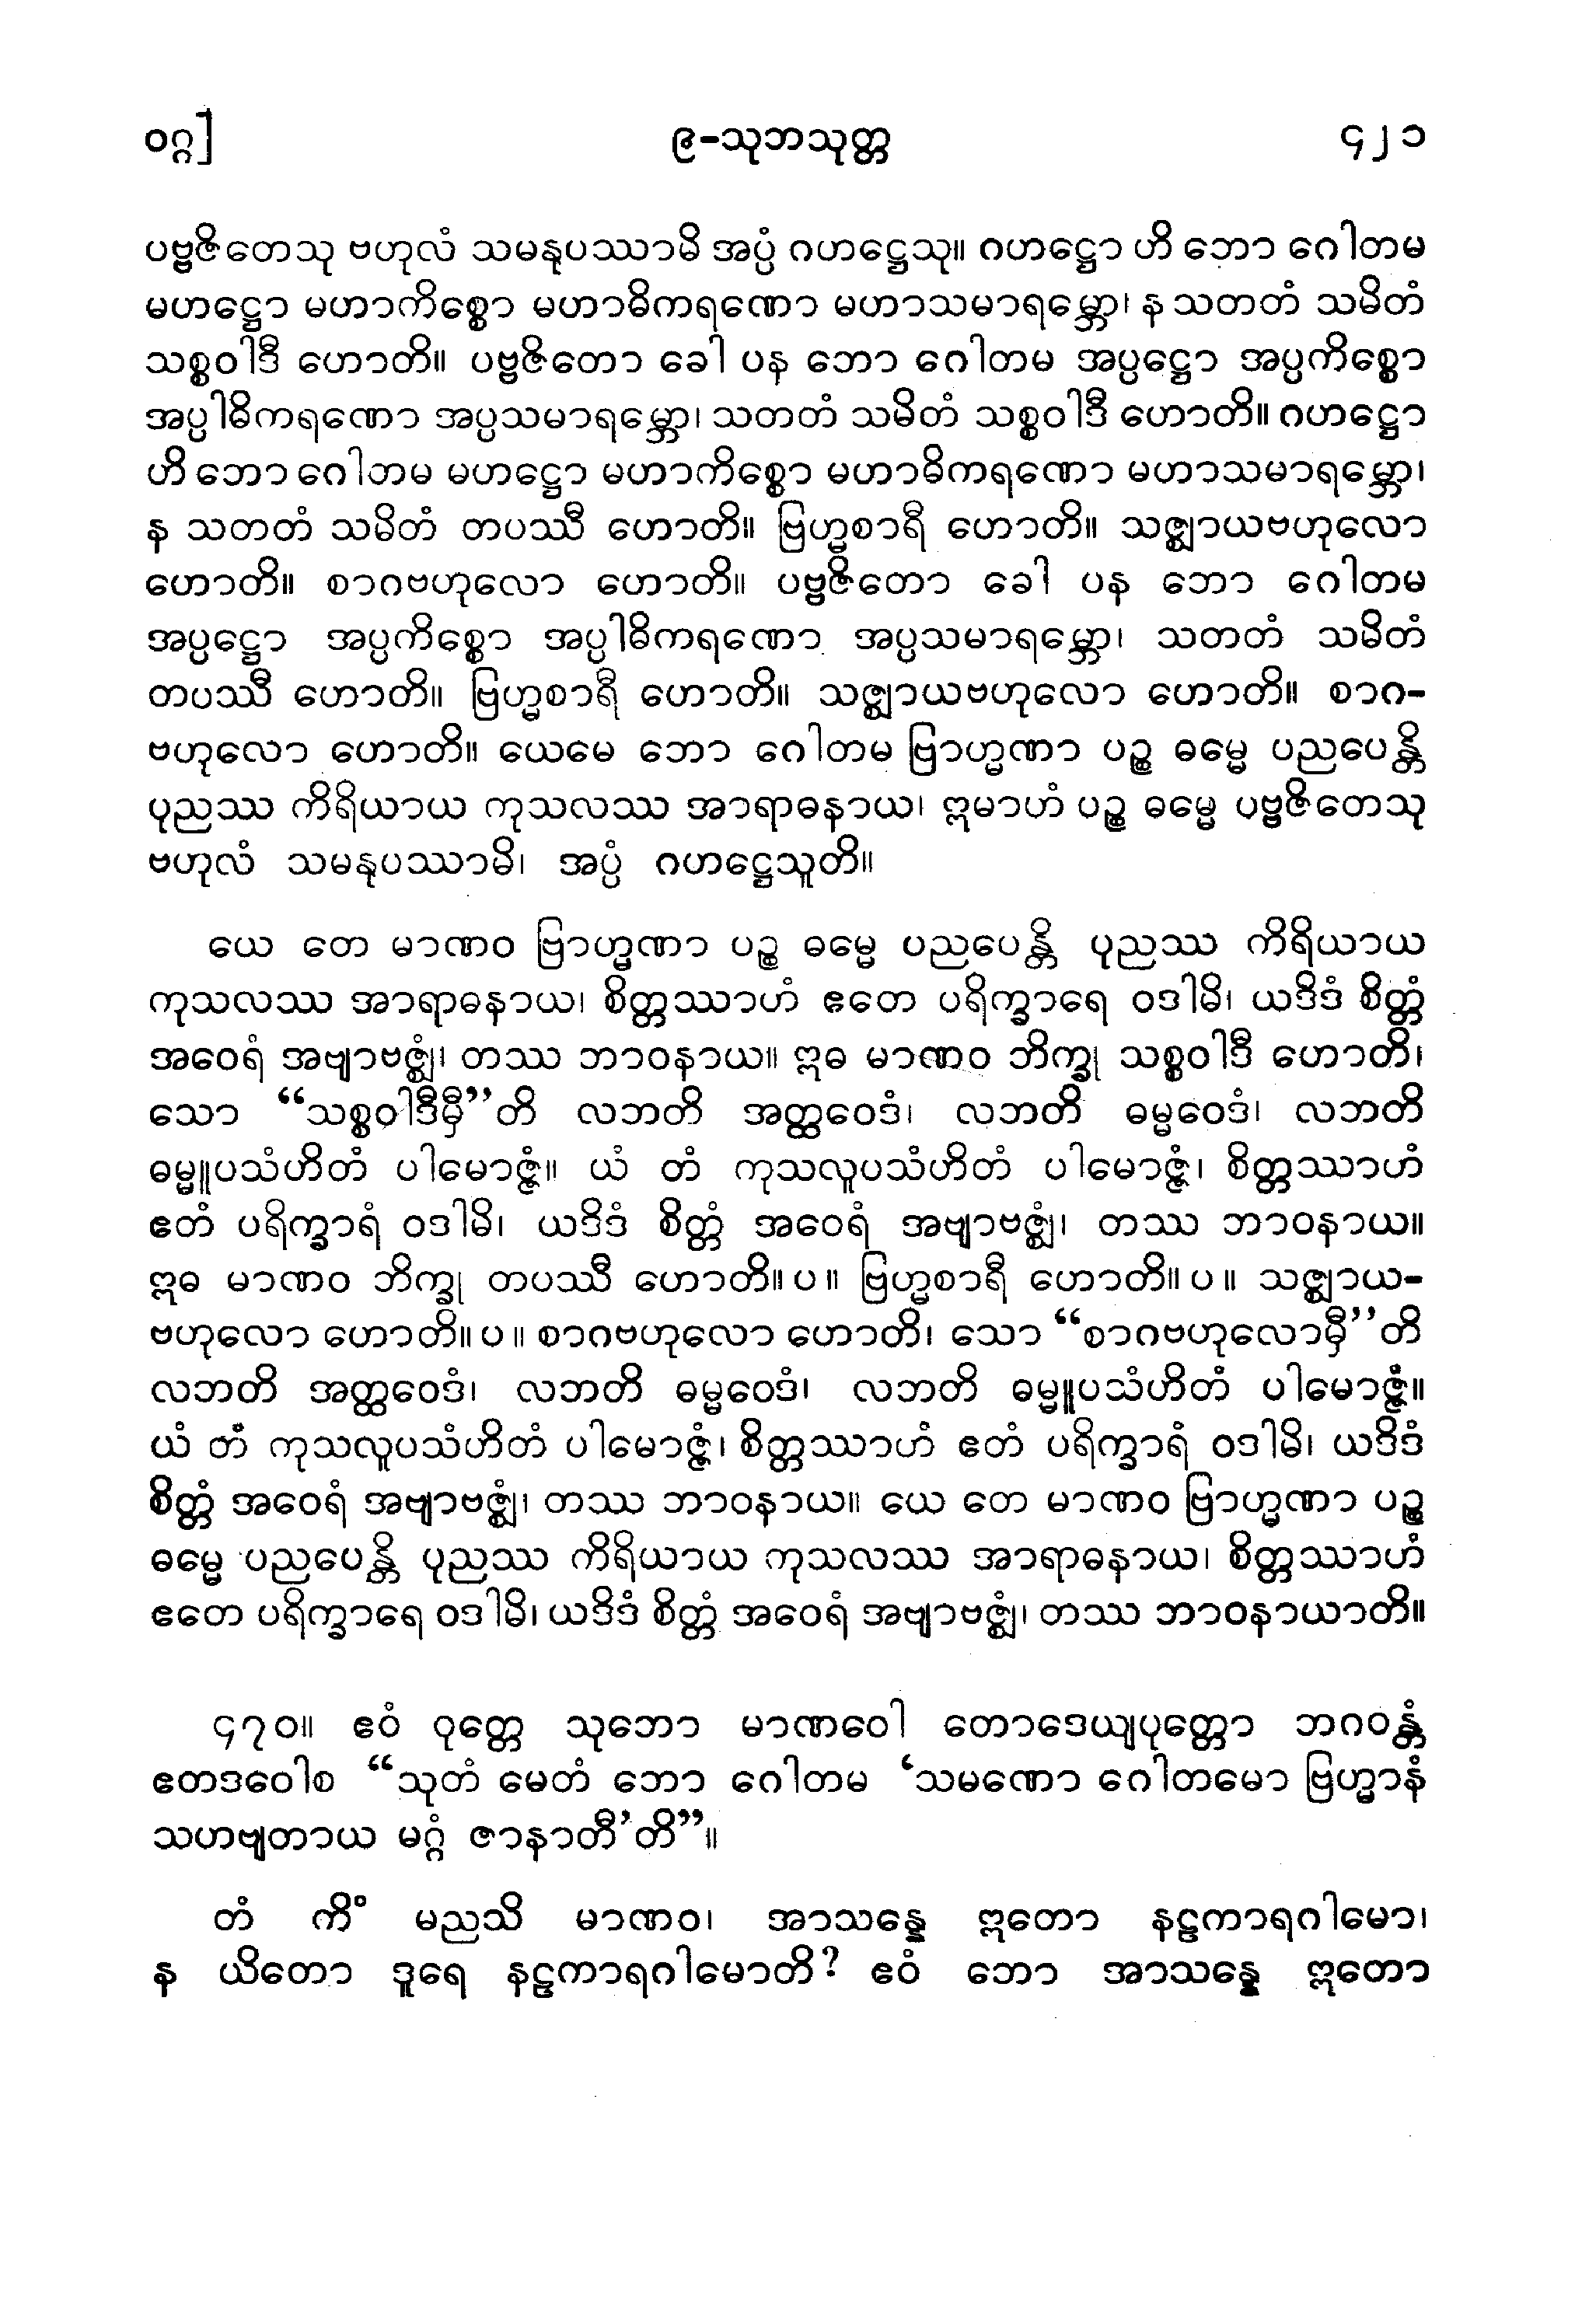 ဝဂ္ဂ] ၉-သုဘသုတ္တ ၄၂၁
ပဗ္ဗဇိတေသု ဗဟုလံ သမနုပဿာမိ အပ္ပံ ဂဟဋ္ဌေသု။ ဂဟဋ္ဌော ဟိ ဘော ဂေါတမ
မဟဋ္ဌော မဟာကိစ္စော မဟာဓိကရဏော မဟာသမာရမ္ဘော၊ န သတတံ သမိတံ
သစ္စဝါဒီ ဟောတိ။ ပဗ္ဗဇိတော ခေါ ပန ဘော ဂေါတမ အပ္ပဋ္ဌော အပ္ပကိစ္စော
အပ္ပါဓိကရဏော အပ္ပသမာရမ္ဘော၊ သတတံ သမိတံ သစ္စဝါဒီ ဟောတိ။ ဂဟဋ္ဌော
ဟိ ဘော ဂေါတမ မဟဋ္ဌော မဟာကိစ္စော မဟာဓိကရဏော မဟာသမာရမ္ဘော၊
န သတတံ သမိတံ တပဿီ ဟောတိ။ ဗြဟ္မစာရီ ဟောတိ။ သဇ္ဈာယဗဟုလော
ဟောတိ။ စာဂဗဟုလော ဟောတိ။ ပဗ္ဗဇိတော ခေါ ပန ဘော ဂေါတမ
အပ္ပဋ္ဌော အပ္ပကိစ္စော အပ္ပါဓိကရဏော အပ္ပသမာရမ္ဘော၊ သတတံ သမိတံ
တပဿီ ဟောတိ။ ဗြဟ္မစာရီ ဟောတိ။ သဇ္ဈာယဗဟုလော ဟောတိ။ စာဂ-
ဗဟုလော ဟောတိ။ ယေမေ ဘော ဂေါတမ ဗြာဟ္မဏာ ပဉ္စ ဓမ္မေ ပညပေန္တိ
ပုညဿ ကိရိယာယ ကုသလဿ အာရာဓနာယ၊ ဣမာဟံ ပဉ္စ ဓမ္မေ ပဗ္ဗဇိတေသု
ဗဟုလံ သမနုပဿာမိ၊ အပ္ပံ ဂဟဋ္ဌေသူတိ။
ယေ တေ မာဏဝ ဗြာဟ္မဏာ ပဉ္စ ဓမ္မေ ပညပေန္တိ ပုညဿ ကိရိယာယ
ကုသလဿ အာရာဓနာယ၊ စိတ္တဿာဟံ ဧတေ ပရိက္ခာရေ ဝဒါမိ၊ ယဒိဒံ စိတ္တံ
အဝေရံ အဗျာဗဇ္ဈံ၊ တဿ ဘာဝနာယ။ ဣဓ မာဏဝ ဘိက္ခု သစ္စဝါဒီ ဟောတိ၊
သော “သစ္စဝါဒီမှီ”တိ လဘတိ အတ္ထဝေဒံ၊ လဘတိ ဓမ္မဝေဒံ၊ လဘတိ
ဓမ္မူပသံဟိတံ ပါမောဇ္ဇံ။ ယံ တံ ကုသလူပသံဟိတံ ပါမောဇ္ဇံ၊ စိတ္တဿာဟံ
ဧတံ ပရိက္ခာရံ ဝဒါမိ၊ ယဒိဒံ စိတ္တံ အဝေရံ အဗျာဗဇ္ဈံ၊ တဿ ဘာဝနာယ။
ဣဓ မာဏဝ ဘိက္ခု တပဿီ ဟောတိ။ပ။ ဗြဟ္မစာရီ ဟောတိ။ပ။ သဇ္ဈာယ-
ဗဟုလော ဟောတိ။ပ။ စာဂဗဟုလော ဟောတိ၊ သော “စာဂဗဟုလောမှီ”တိ
လဘတိ အတ္ထဝေဒံ၊ လဘတိ ဓမ္မဝေဒံ၊ လဘတိ ဓမ္မူပသံဟိတံ ပါမောဇ္ဇံ။
ယံ တံ ကုသလူပသံဟိတံ ပါမောဇ္ဇံ၊ စိတ္တဿာဟံ ဧတံ ပရိက္ခာရံ ဝဒါမိ၊ ယဒိဒံ
စိတ္တံ အဝေရံ အဗျာဗဇ္ဈံ၊ တဿ ဘာဝနာယ။ ယေ တေ မာဏဝ ဗြာဟ္မဏာ ပဉ္စ
ဓမ္မေ ပညပေန္တိ ပုညဿ ကိရိယာယ ကုသလဿ အာရာဓနာယ၊ စိတ္တဿာဟံ
ဧတေ ပရိက္ခာရေ ဝဒါမိ၊ ယဒိဒံ စိတ္တံ အဝေရံ အဗျာဗဇ္ဈံ၊ တဿ ဘာဝနာယာတိ။
၄၇၀။ ဧဝံ ဝုတ္တေ သုဘော မာဏဝေါ တောဒေယျပုတ္တော ဘဂဝန္တံ
ဧတဒဝေါစ “သုတံ မေတံ ဘော ဂေါတမ ‘သမဏော ဂေါတမော ဗြဟ္မာနံ
သဟဗျတာယ မဂ္ဂံ ဇာနာတီ’တိ”။
တံ ကိံ မညသိ မာဏဝ၊ အာသန္နေ ဣတော နဠကာရဂါမော၊
န ယိတော ဒူရေ နဠကာရဂါမောတိ? ဧဝံ ဘော အာသန္နေ ဣတော